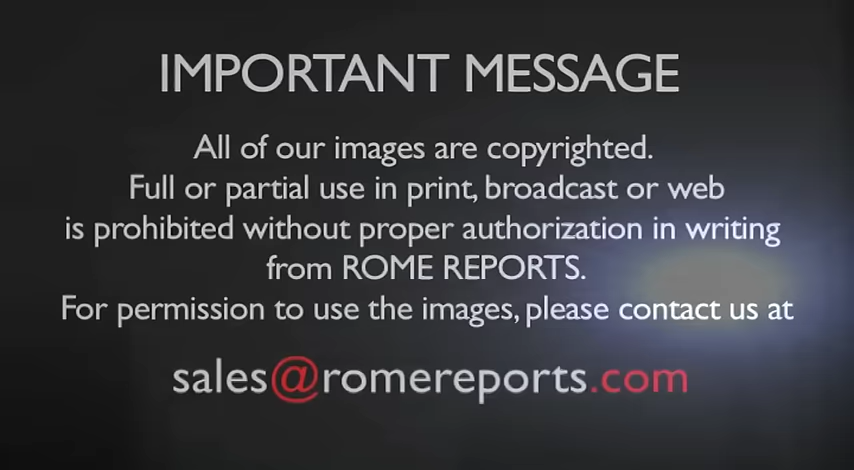 IMPORTANT MESSAGE
All of our images are copyrighted.
Full or partial use in print, broadcast or web
is prohibited without proper authorization in writing
from ROME REPORTS.
For permission to use the images, please contact us at
sales@romereports.com